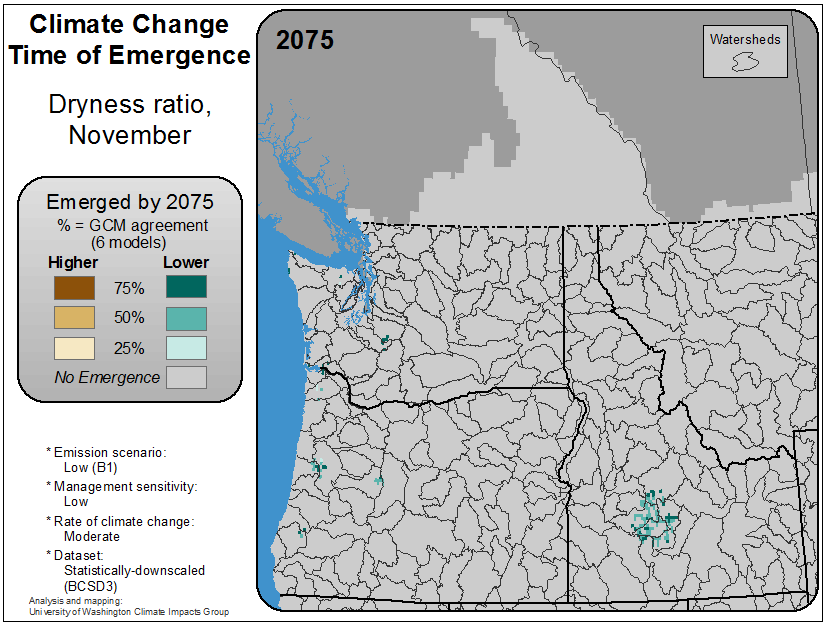 Climate Change
Time of Emergence
Dryness ratio,
November
Emerged by 2075
% = GCM agreement
(6 models)
Higher Lower
75%
50%
25%
No Emergence
* Emission scenario:
Low (B1)
* Management sensitivity:
Low
* Rate of climate change:
Moderate
* Dataset:
Statistically-downscaled
(BCSD3)
Analysis and mapping:
University of Washington Climate Impacts Group
2075
Watersheds